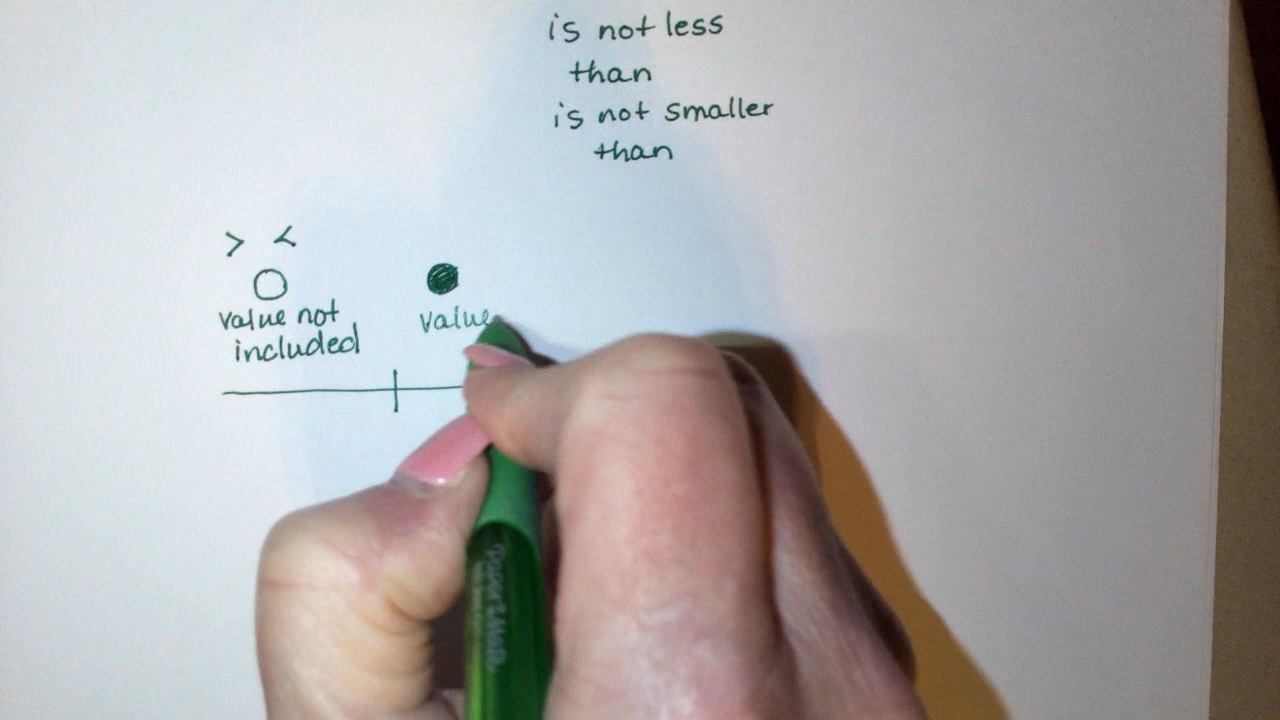 is not less
than
is not smaller
than
> <
value not
included
value